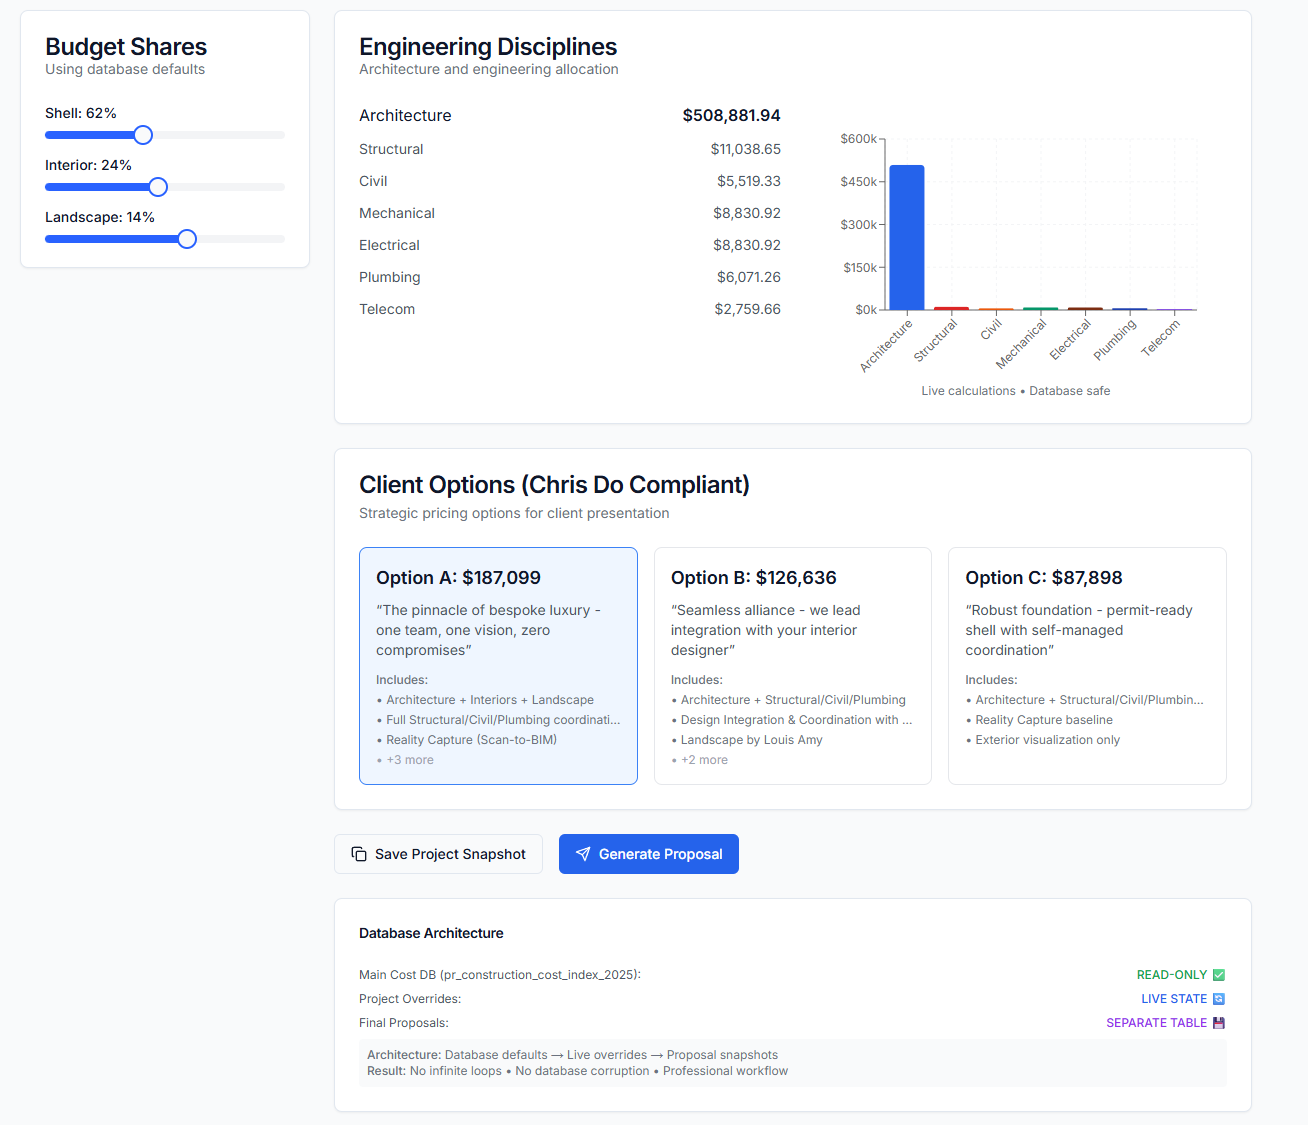 Budget Shares
Using database defaults
Shell: 62%
Interior: 24%
Landscape: 14%
Engineering Disciplines
Architecture and engineering allocation
Architecture $508,881.94
Structural $11,038.65
Civil $5,519.33
Mechanical $8,830.92
Electrical $8,830.92
Plumbing $6,071.26
Telecom $2,759.66
$600k
$450k
$300k
$150k
$0k
Architecture
Structural
Civil
Mechanical
Electrical
Plumbing
Telecom
Live calculations • Database safe
Client Options (Chris Do Compliant)
Strategic pricing options for client presentation
Option A: $187,099
"The pinnacle of bespoke luxury -
one team, one vision, zero
compromises"
Includes:
• Architecture + Interiors + Landscape
• Full Structural/Civil/Plumbing coordinati...
• Reality Capture (Scan-to-BIM)
• +3 more
Option B: $126,636
"Seamless alliance - we lead
integration with your interior
designer"
Includes:
• Architecture + Structural/Civil/Plumbing
• Design Integration & Coordination with ...
• Landscape by Louis Amy
• +2 more
Option C: $87,898
"Robust foundation - permit-ready
shell with self-managed
coordination"
Includes:
• Architecture + Structural/Civil/Plumbin...
• Reality Capture baseline
• Exterior visualization only
Save Project Snapshot
Generate Proposal
Database Architecture
Main Cost DB (pr_construction_cost_index_2025): READ-ONLY ✅
Project Overrides: LIVE STATE 🔄
Final Proposals: SEPARATE TABLE 💾
Architecture: Database defaults → Live overrides → Proposal snapshots
Result: No infinite loops • No database corruption • Professional workflow